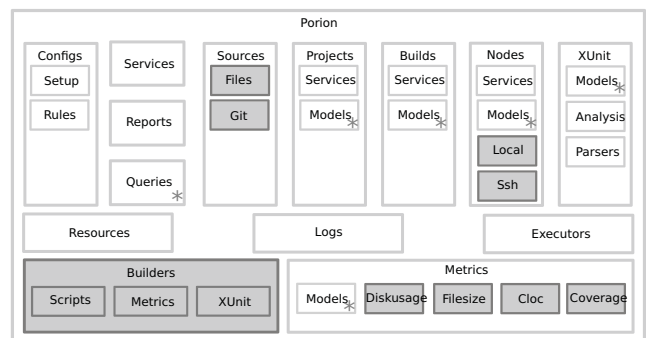 Porion
Configs
Setup
Rules
Services
Reports
Queries *
Sources
Files
Git
Projects
Services
Models *
Builds
Services
Models *
Nodes
Services
Models *
Local
Ssh
XUnit
Models *
Analysis
Parsers
Resources
Logs
Executors
Builders
Scripts
Metrics
XUnit
Metrics
Models *
Diskusage
Filesize
Cloc
Coverage